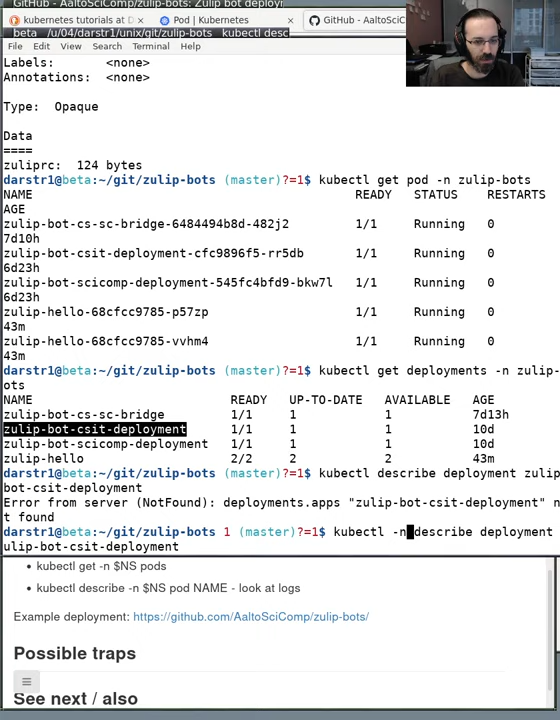 GitHub - AaltoSciComp/zulip-bots: Zulip bot deploym
kubernetes tutorials at D
Pod | Kubernetes
GitHub - AaltoSciC
beta /u/04/darstr1/unix/git/zulip-bots kubectl desc
File Edit View Search Terminal Help
Labels: <none>
Annotations: <none>
Type: Opaque
Data
====
zuliprc: 124 bytes
darstr1@beta:~/git/zulip-bots (master)?=1$ kubectl get pod -n zulip-bots
NAME READY STATUS RESTARTS
AGE
zulip-bot-cs-sc-bridge-6484494b8d-482j2 1/1 Running 0
7d10h
zulip-bot-csit-deployment-cfc9896f5-rr5db 1/1 Running 0
6d23h
zulip-bot-scicomp-deployment-545fc4bfd9-bkw7l 1/1 Running 0
6d23h
zulip-hello-68cfcc9785-p57zp 1/1 Running 0
43m
zulip-hello-68cfcc9785-vvhm4 1/1 Running 0
43m
darstr1@beta:~/git/zulip-bots (master)?=1$ kubectl get deployments -n zulip-
ots
NAME READY UP-TO-DATE AVAILABLE AGE
zulip-bot-cs-sc-bridge 1/1 1 1 7d13h
zulip-bot-csit-deployment 1/1 1 1 10d
zulip-bot-scicomp-deployment 1/1 1 1 10d
zulip-hello 2/2 2 2 43m
darstr1@beta:~/git/zulip-bots (master)?=1$ kubectl describe deployment zulip
bot-csit-deployment
Error from server (NotFound): deployments.apps "zulip-bot-csit-deployment" n
t found
darstr1@beta:~/git/zulip-bots 1 (master)?=1$ kubectl -n describe deployment
ulip-bot-csit-deployment
• kubectl get -n $NS pods
• kubectl describe -n $NS pod NAME - look at logs
Example deployment: https://github.com/AaltoSciComp/zulip-bots/
Possible traps
See next / also